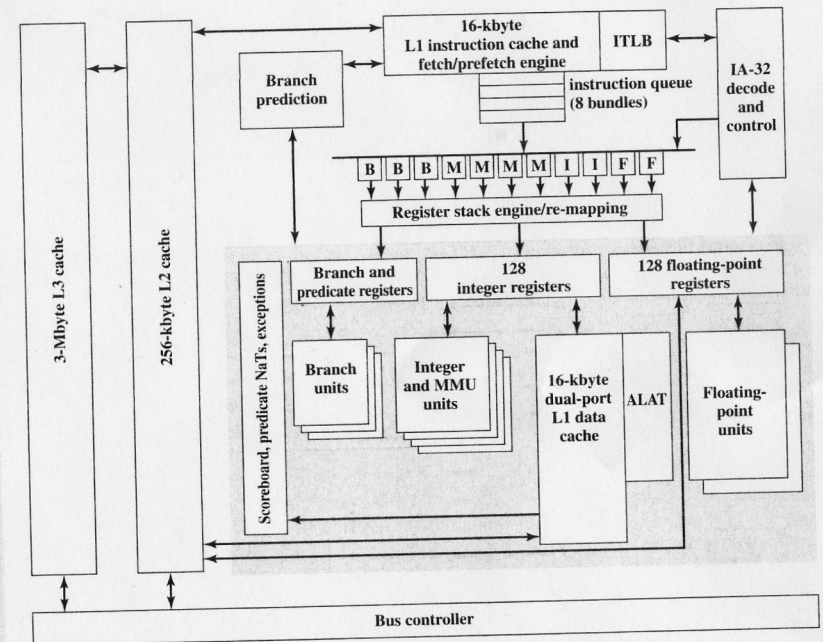 16-kbyte
L1 instruction cache and
fetch/prefetch engine
ITLB
IA-32
decode
and
control
Branch
prediction
instruction queue
(8 bundles)
B B B M M M M I I F F
Register stack engine/re-mapping
3-Mbyte L3 cache
256-kbyte L2 cache
Scoreboard, predicate NaTs, exceptions
Branch and
predicate registers
128
integer registers
128 floating-point
registers
Branch
units
Integer
and MMU
units
16-kbyte
dual-port
L1 data
cache
ALAT
Floating-
point
units
Bus controller